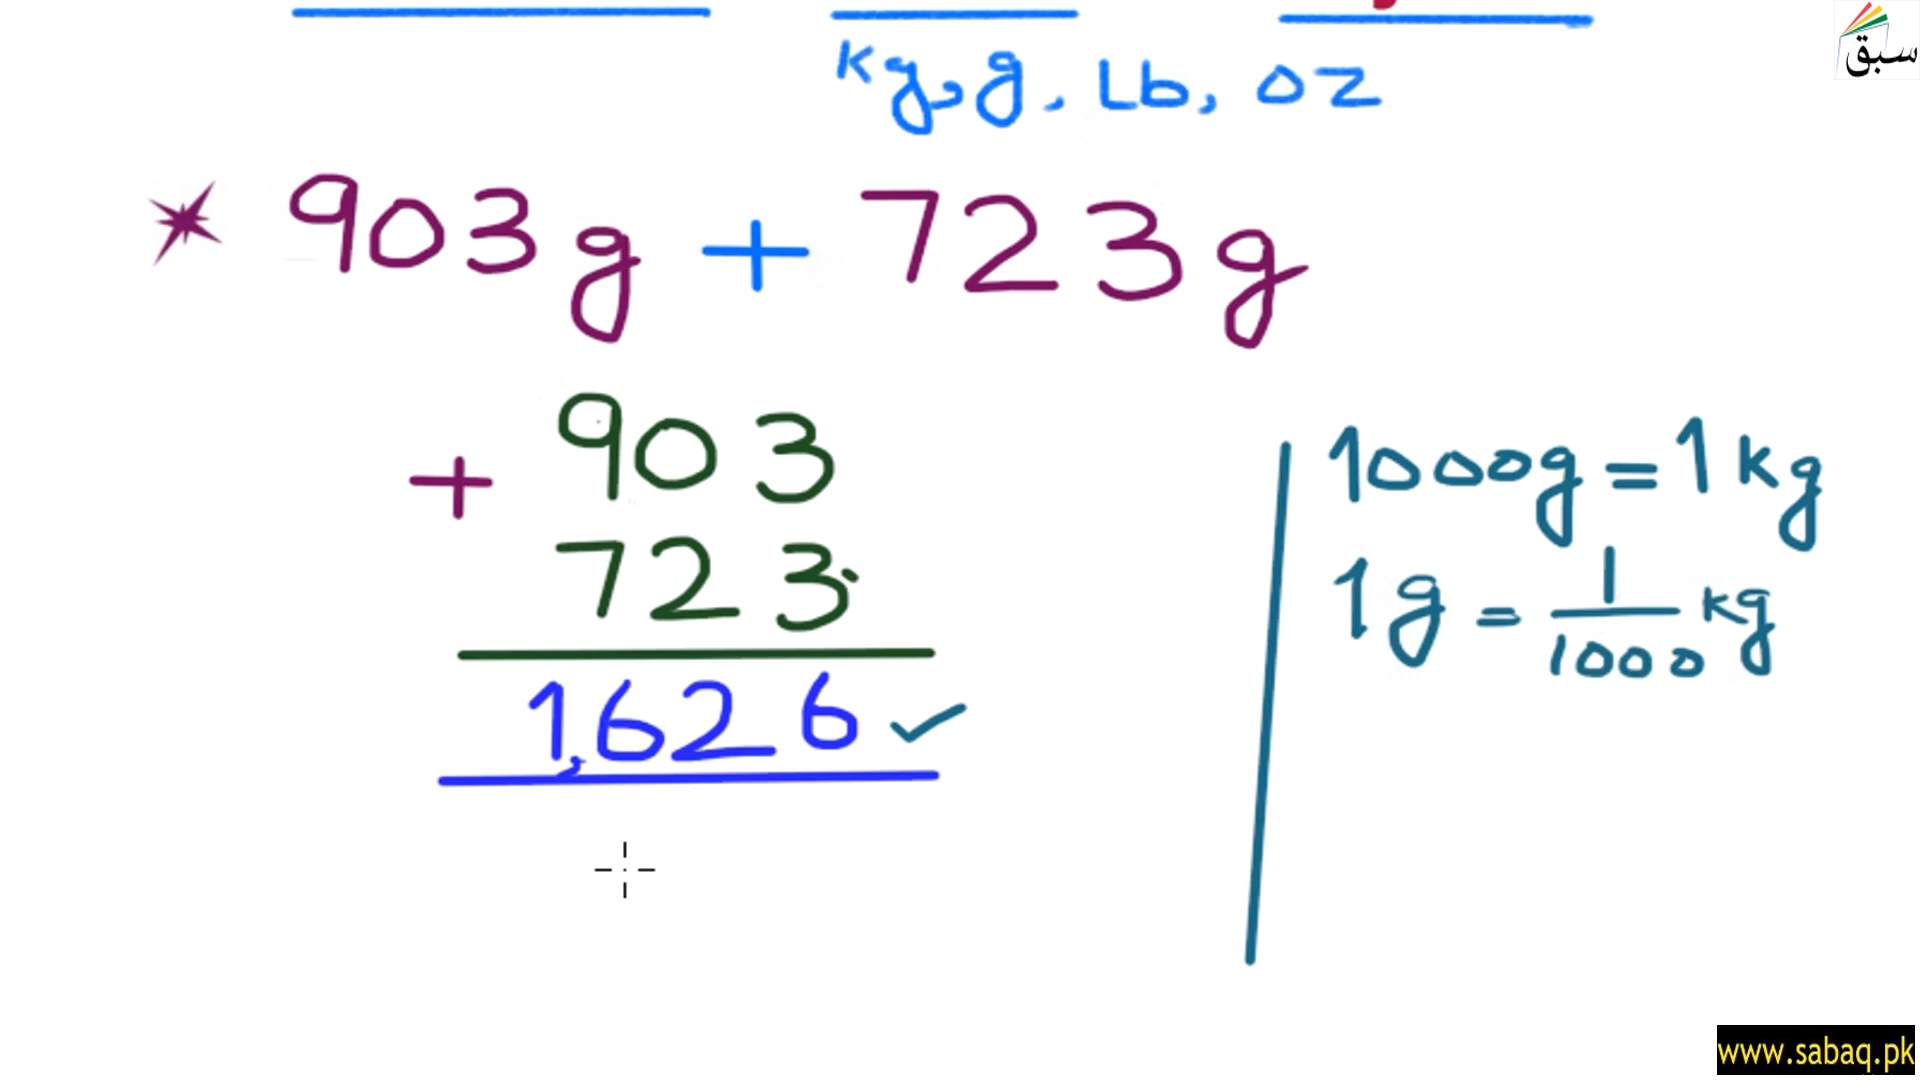 سبق
kg, g, Lb, oz
* 903g + 723g
903
+
723
1,626 ✓
1000g = 1kg
1g = 1/1000 kg
www.sabaq.pk